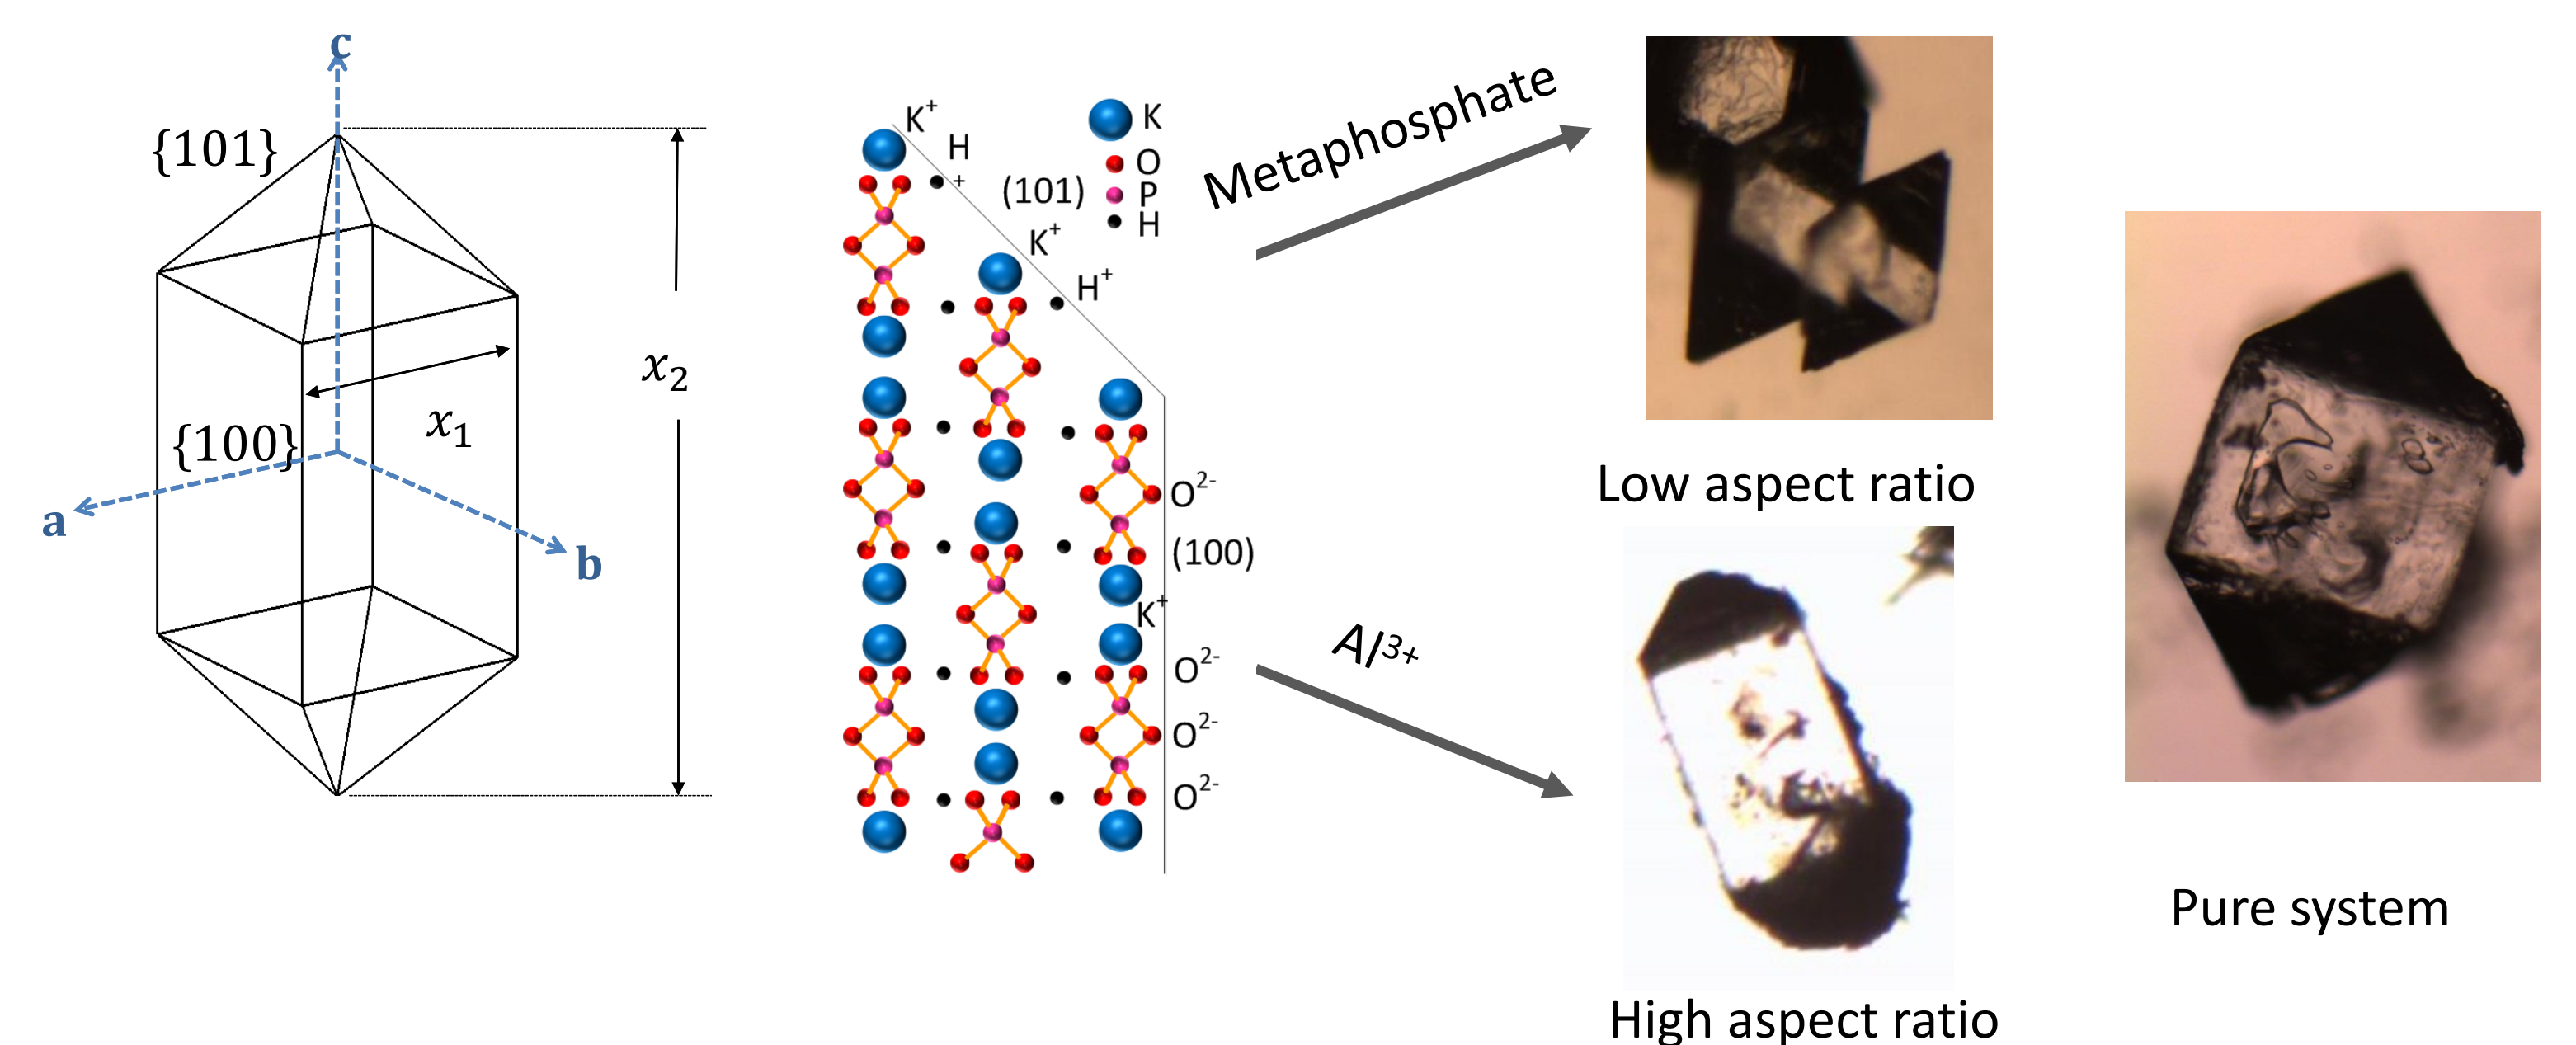 c
{101}
x₂
x₁
{100}
a
b
K⁺
H
+
(101)
K⁺
H⁺
K
O
P
H
O²⁻
(100)
K⁺
O²⁻
O²⁻
O²⁻
Metaphosphate
Al³⁺
Low aspect ratio
High aspect ratio
Pure system